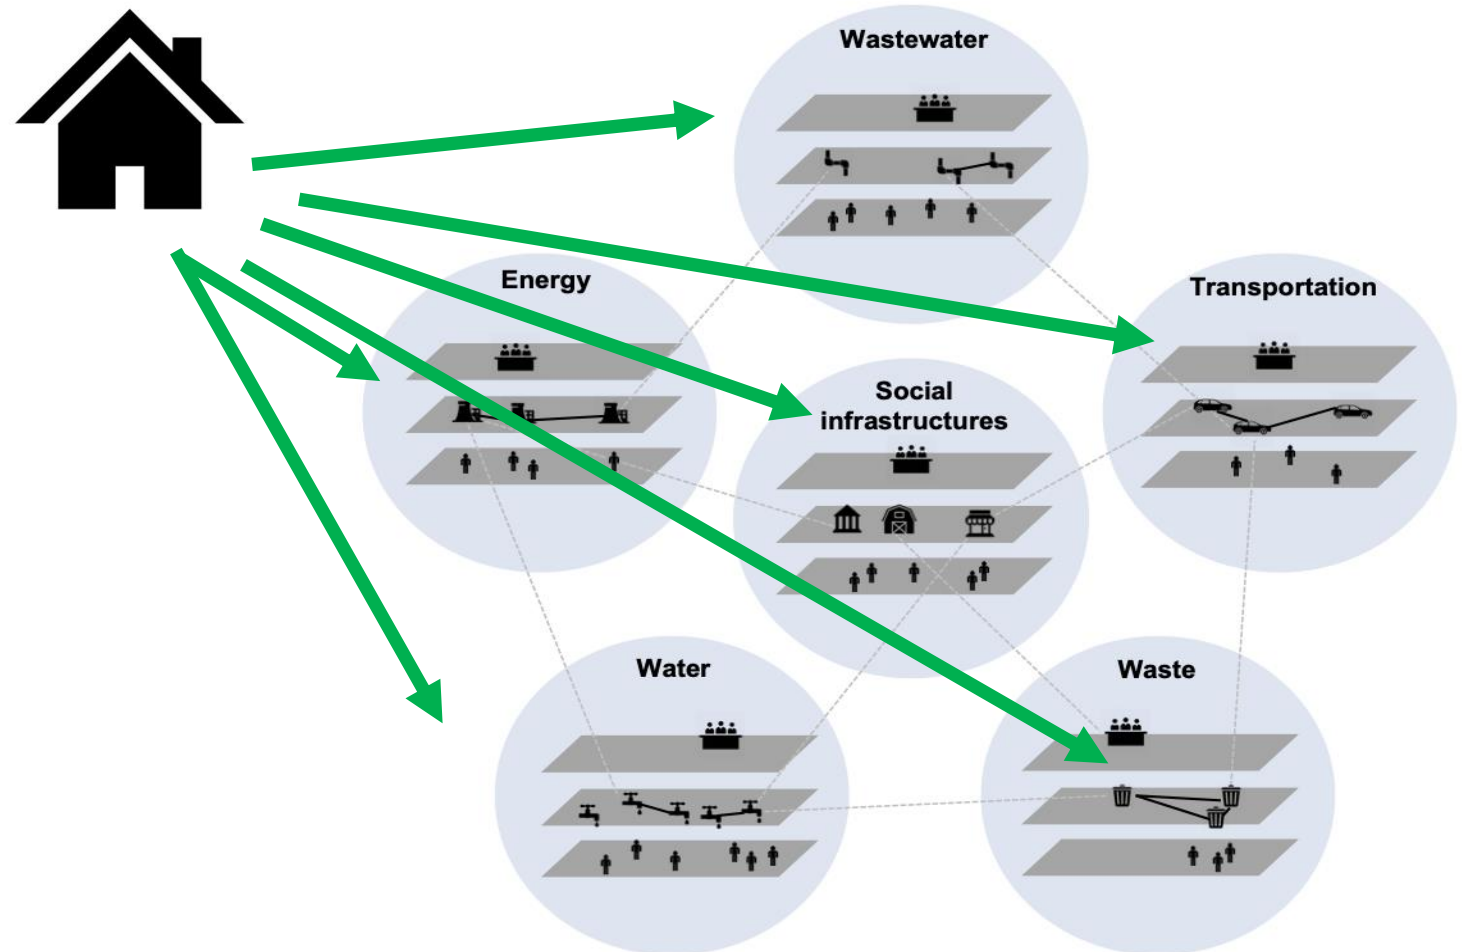 Wastewater
Energy
Transportation
Social
infrastructures
Water
Waste